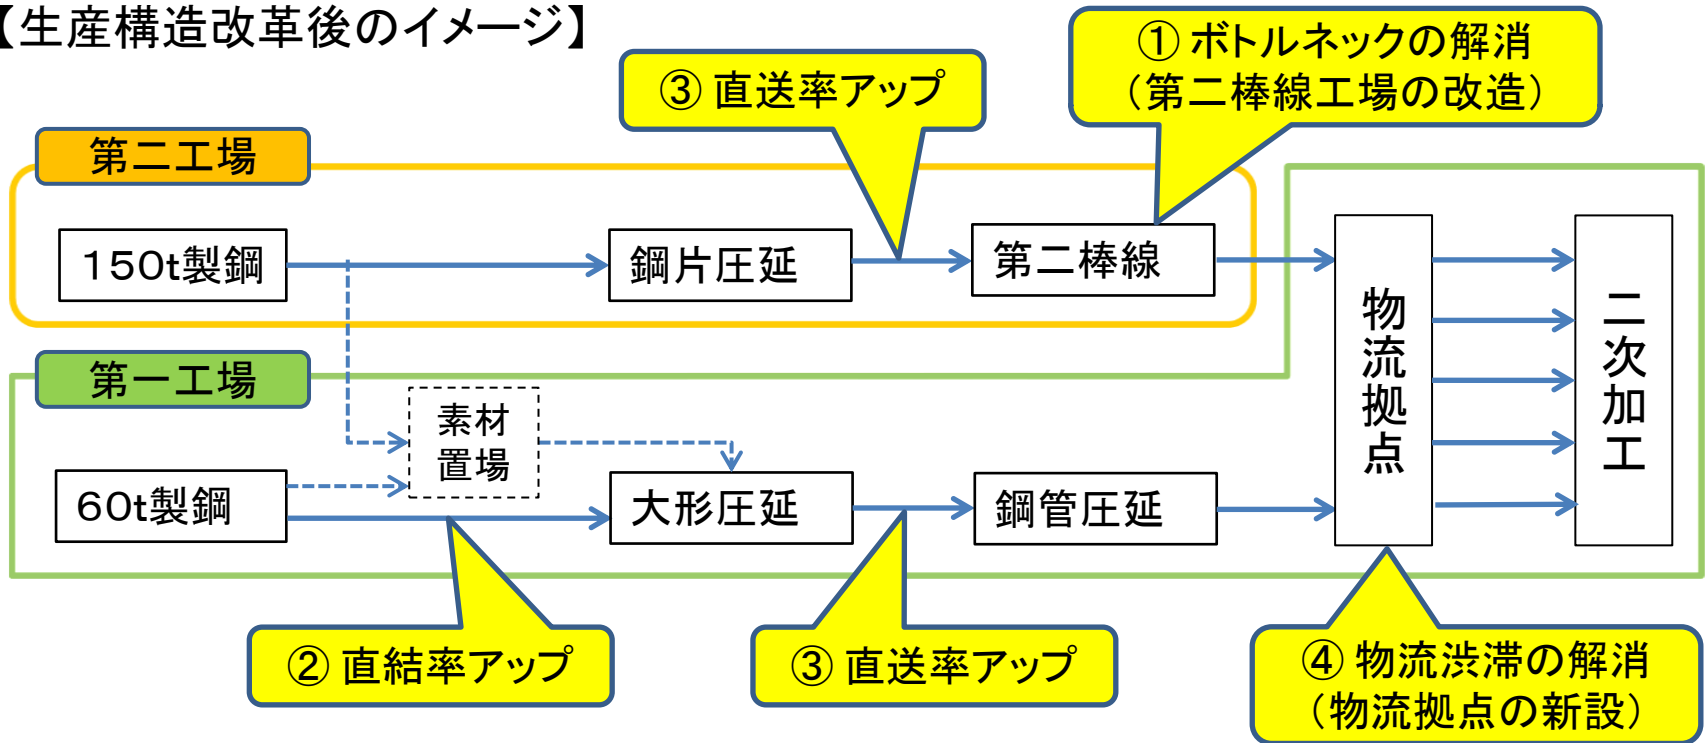 【生産構造改革後のイメージ】
① ボトルネックの解消
（第二棒線工場の改造）
③ 直送率アップ
第二工場
150t製鋼
鋼片圧延
第二棒線
第一工場
素材
置場
60t製鋼
大形圧延
鋼管圧延
物流拠点
二次加工
② 直結率アップ
③ 直送率アップ
④ 物流渋滞の解消
（物流拠点の新設）